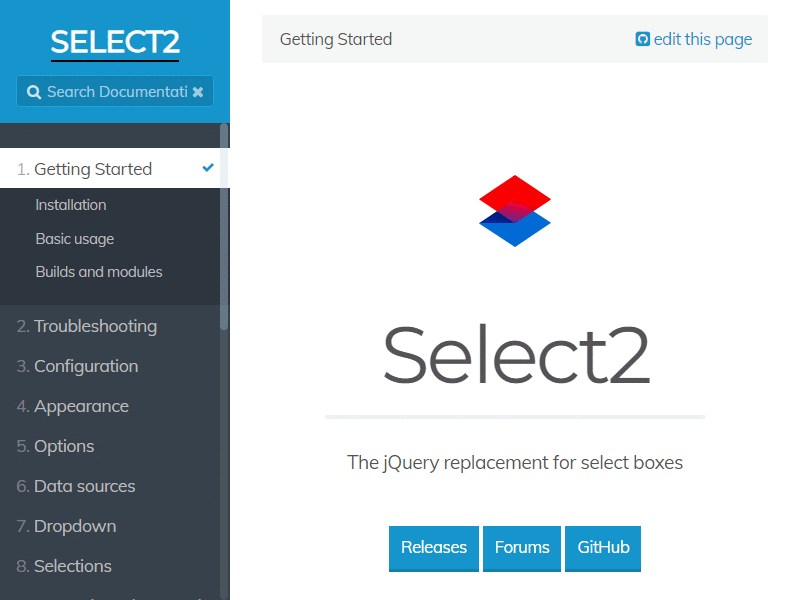 SELECT2
Search Documentati
1. Getting Started
Installation
Basic usage
Builds and modules
2. Troubleshooting
3. Configuration
4. Appearance
5. Options
6. Data sources
7. Dropdown
8. Selections
Getting Started
edit this page
Select2
The jQuery replacement for select boxes
Releases
Forums
GitHub